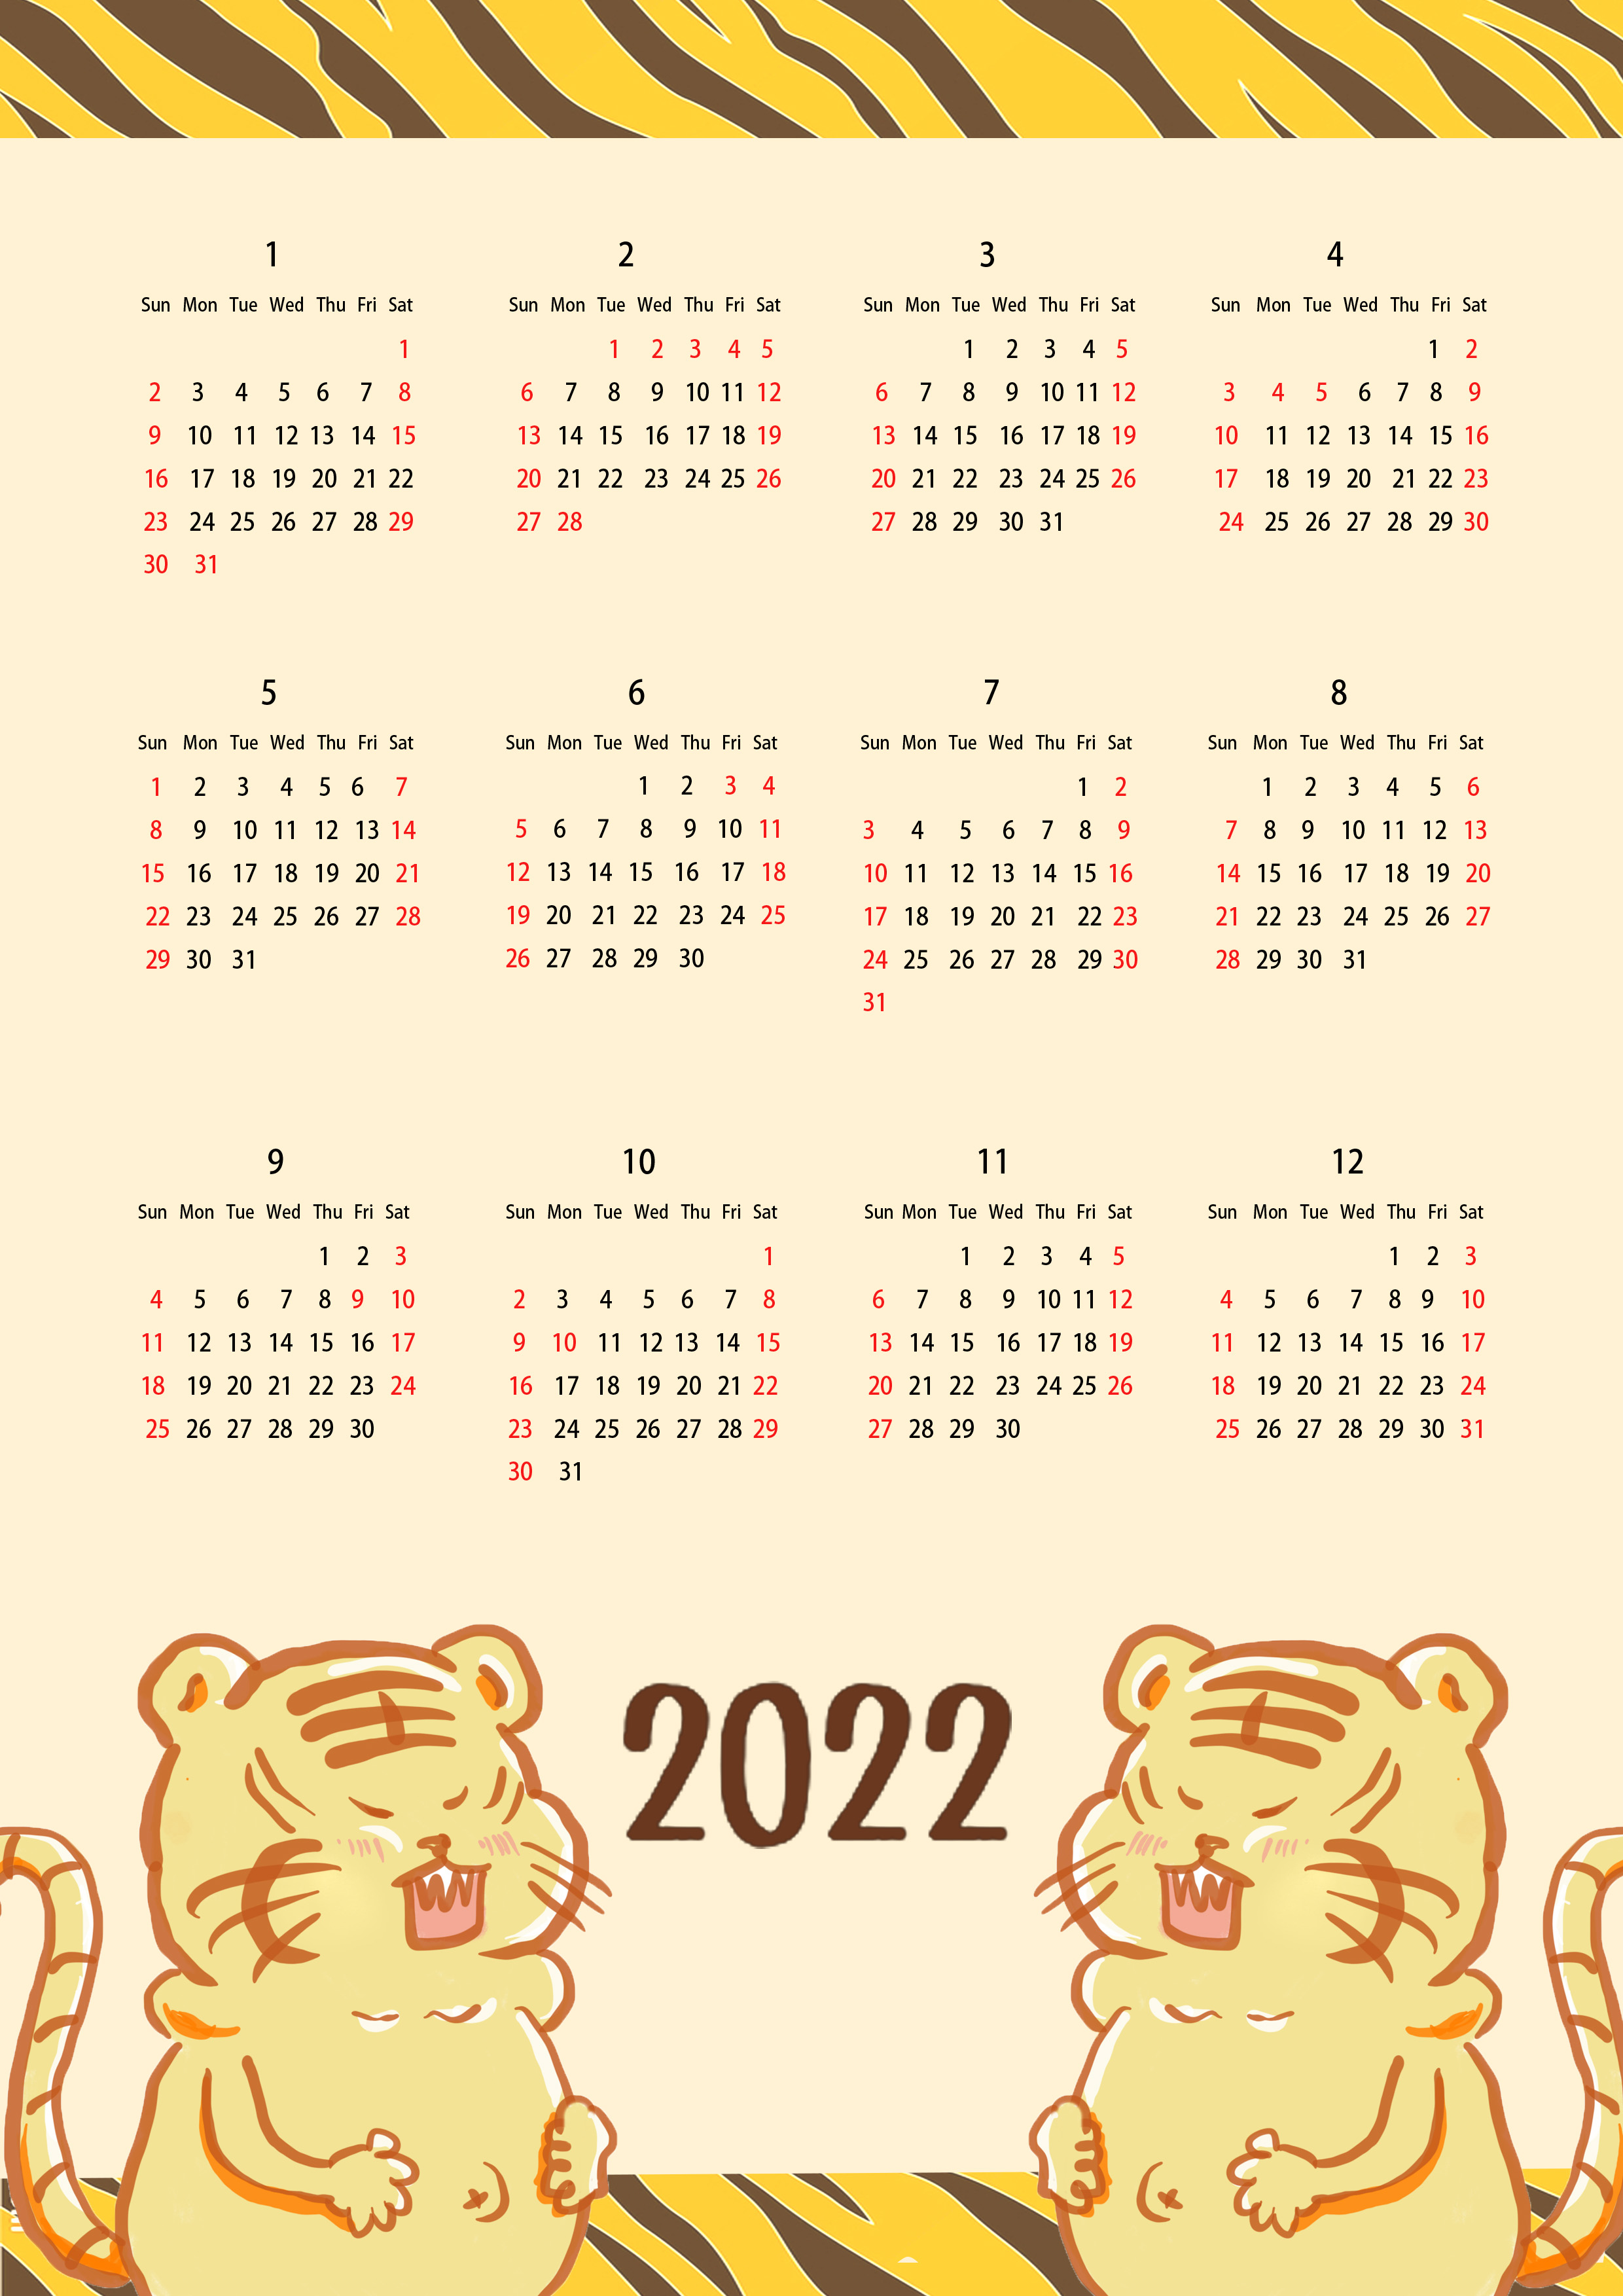 1
Sun Mon Tue Wed Thu Fri Sat
1
2 3 4 5 6 7 8
9 10 11 12 13 14 15
16 17 18 19 20 21 22
23 24 25 26 27 28 29
30 31
2
Sun Mon Tue Wed Thu Fri Sat
1 2 3 4 5
6 7 8 9 10 11 12
13 14 15 16 17 18 19
20 21 22 23 24 25 26
27 28
3
Sun Mon Tue Wed Thu Fri Sat
1 2 3 4 5
6 7 8 9 10 11 12
13 14 15 16 17 18 19
20 21 22 23 24 25 26
27 28 29 30 31
4
Sun Mon Tue Wed Thu Fri Sat
1 2
3 4 5 6 7 8 9
10 11 12 13 14 15 16
17 18 19 20 21 22 23
24 25 26 27 28 29 30
5
Sun Mon Tue Wed Thu Fri Sat
1 2 3 4 5 6 7
8 9 10 11 12 13 14
15 16 17 18 19 20 21
22 23 24 25 26 27 28
29 30 31
6
Sun Mon Tue Wed Thu Fri Sat
1 2 3 4
5 6 7 8 9 10 11
12 13 14 15 16 17 18
19 20 21 22 23 24 25
26 27 28 29 30
7
Sun Mon Tue Wed Thu Fri Sat
1 2
3 4 5 6 7 8 9
10 11 12 13 14 15 16
17 18 19 20 21 22 23
24 25 26 27 28 29 30
31
8
Sun Mon Tue Wed Thu Fri Sat
1 2 3 4 5 6
7 8 9 10 11 12 13
14 15 16 17 18 19 20
21 22 23 24 25 26 27
28 29 30 31
9
Sun Mon Tue Wed Thu Fri Sat
1 2 3
4 5 6 7 8 9 10
11 12 13 14 15 16 17
18 19 20 21 22 23 24
25 26 27 28 29 30
10
Sun Mon Tue Wed Thu Fri Sat
1
2 3 4 5 6 7 8
9 10 11 12 13 14 15
16 17 18 19 20 21 22
23 24 25 26 27 28 29
30 31
11
Sun Mon Tue Wed Thu Fri Sat
1 2 3 4 5
6 7 8 9 10 11 12
13 14 15 16 17 18 19
20 21 22 23 24 25 26
27 28 29 30
12
Sun Mon Tue Wed Thu Fri Sat
1 2 3
4 5 6 7 8 9 10
11 12 13 14 15 16 17
18 19 20 21 22 23 24
25 26 27 28 29 30 31
2022